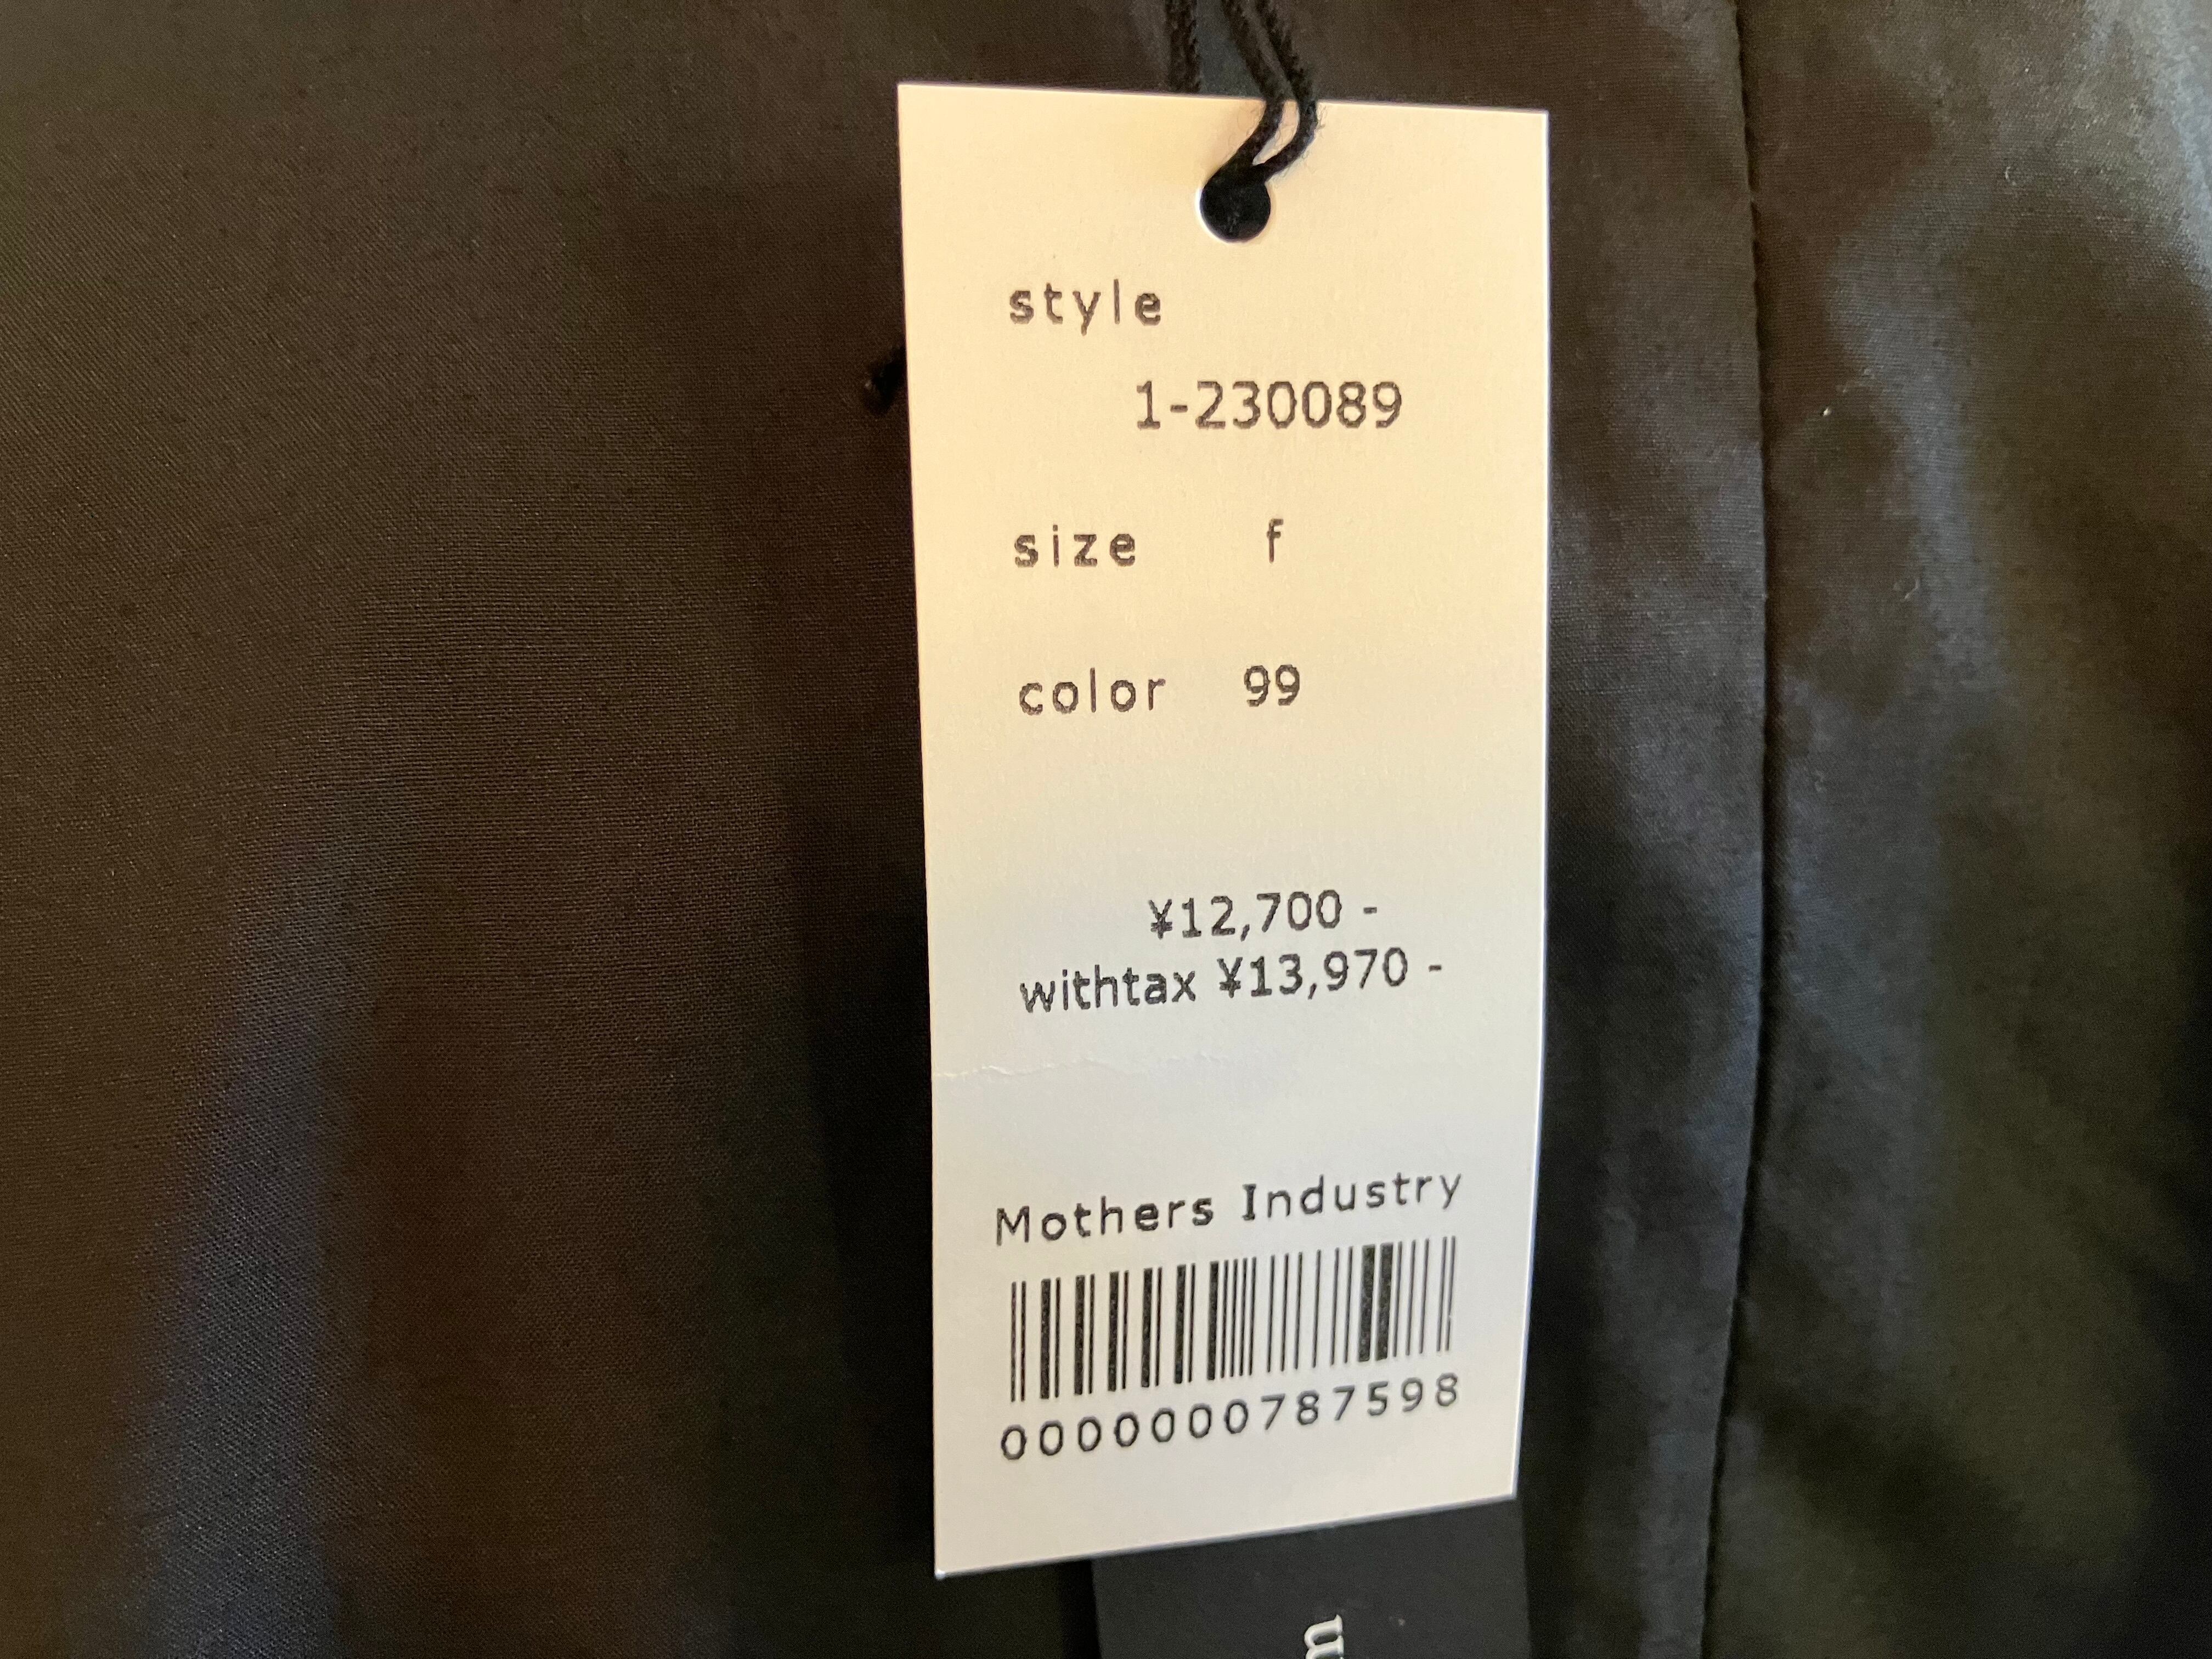 style
1-230089
size f
color 99
¥12,700 -
withtax ¥13,970 -
Mothers Industry
0000000787598
m